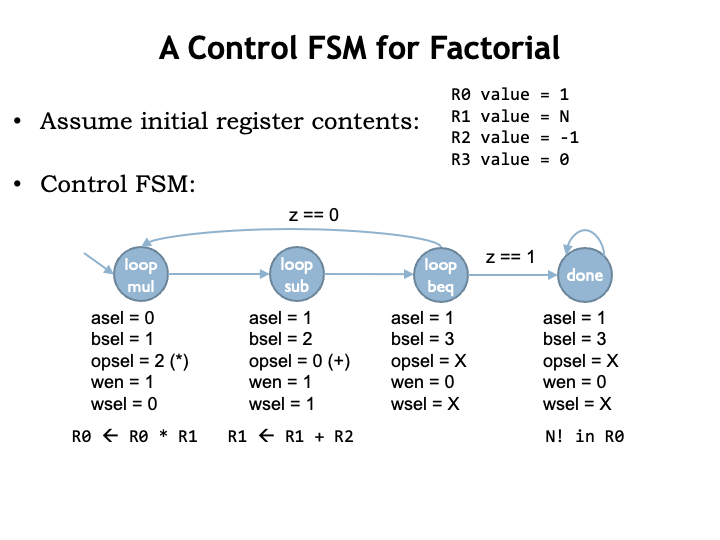 A Control FSM for Factorial
• Assume initial register contents:
R0 value = 1
R1 value = N
R2 value = -1
R3 value = 0
• Control FSM:
z == 0
loop
mul
loop
sub
loop
beq
z == 1
done
asel = 0
bsel = 1
opsel = 2 (*)
wen = 1
wsel = 0
R0 ← R0 * R1
asel = 1
bsel = 2
opsel = 0 (+)
wen = 1
wsel = 1
R1 ← R1 + R2
asel = 1
bsel = 3
opsel = X
wen = 0
wsel = X
asel = 1
bsel = 3
opsel = X
wen = 0
wsel = X
N! in R0